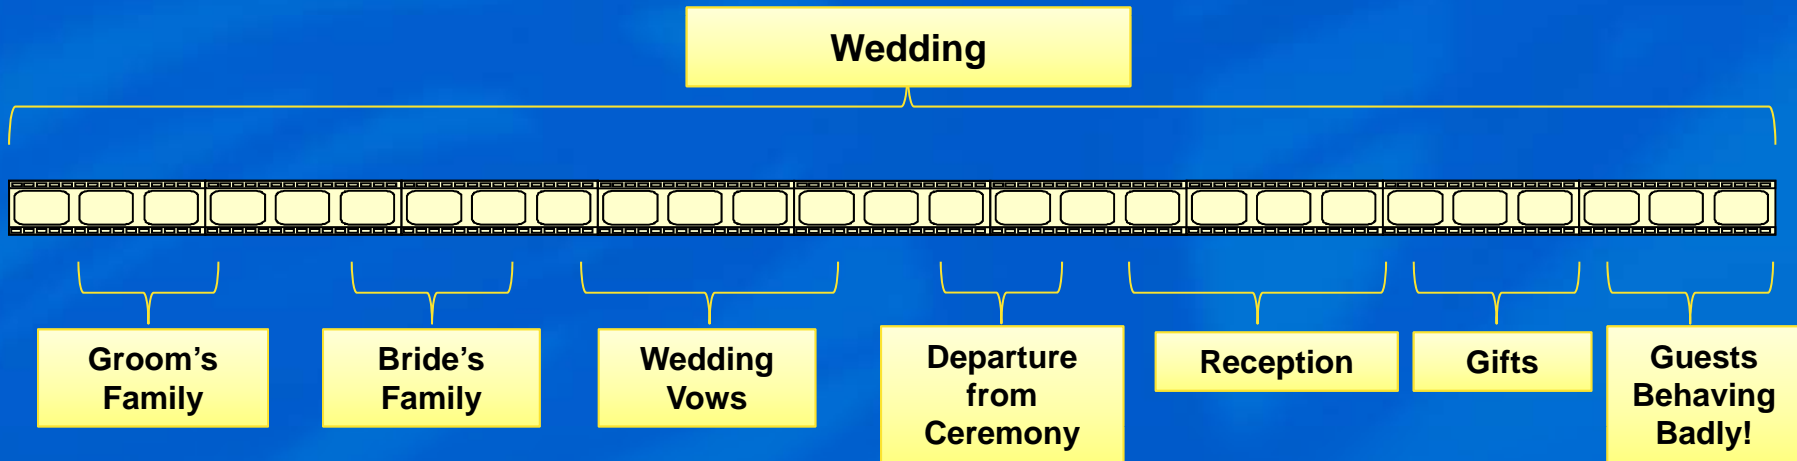 Wedding
Groom’s
Family
Bride’s
Family
Wedding
Vows
Departure
from
Ceremony
Reception
Gifts
Guests
Behaving
Badly!